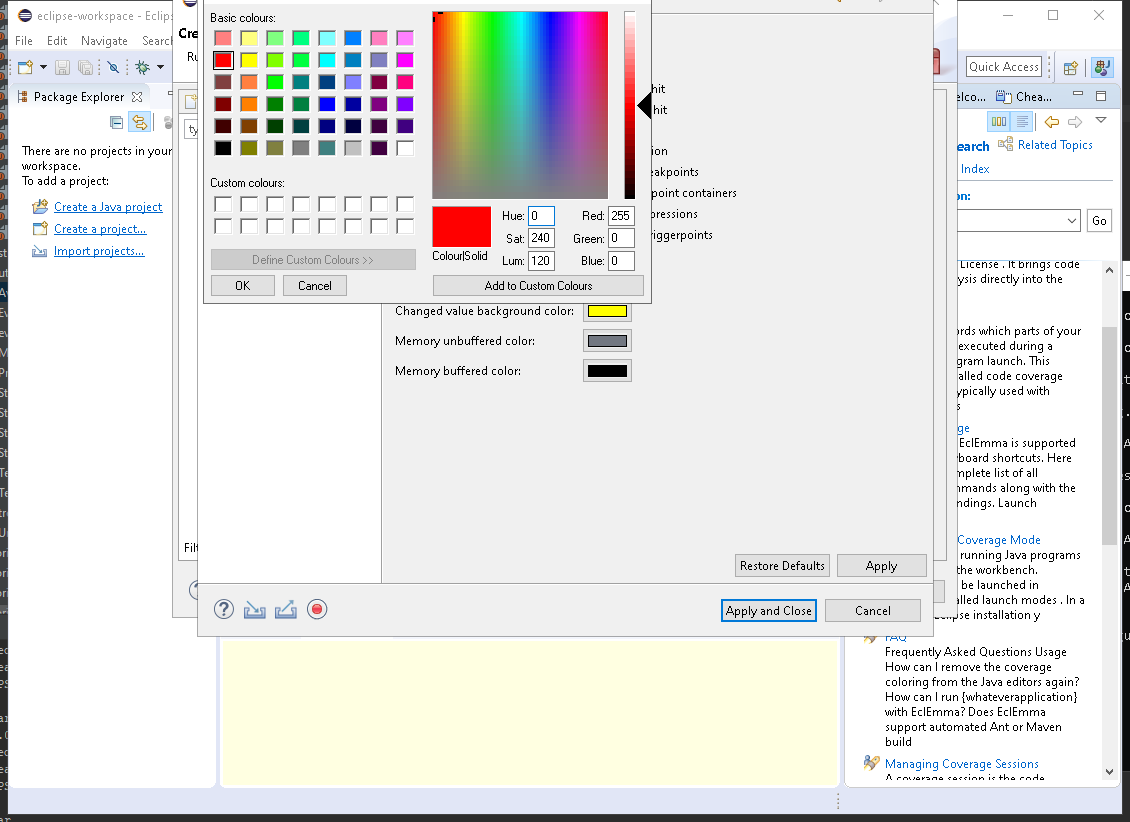 eclipse-workspace - Eclips
File Edit Navigate Searc
Quick Access
Package Explorer
There are no projects in your
workspace.
To add a project:
Create a Java project
Create a project...
Import projects...
Cre
Ru
ty
Filt
Basic colours:
Custom colours:
Define Custom Colours >>
OK
Cancel
Colour|Solid
Hue: 0
Red: 255
Sat: 240
Green: 0
Lum: 120
Blue: 0
Add to Custom Colours
hit
hit
ion
eakpoints
point containers
pressions
riggerpoints
Changed value background color:
Memory unbuffered color:
Memory buffered color:
Restore Defaults
Apply
Apply and Close
Cancel
elco...
Chea...
earch
Related Topics
Index
on:
Go
License . It brings code
ysis directly into the
ords which parts of your
executed during a
gram launch. This
alled code coverage
ypically used with
s
ge
EclEmma is supported
yboard shortcuts. Here
mplete list of all
mmands along with the
ndings. Launch
Coverage Mode
running Java programs
the workbench.
be launched in
alled launch modes . In a
Eclipse installation y
FAQ
Frequently Asked Questions Usage
How can I remove the coverage
coloring from the Java editors again?
How can I run {whateverapplication}
with EclEmma? Does EclEmma
support automated Ant or Maven
build
Managing Coverage Sessions
A coverage session is the code